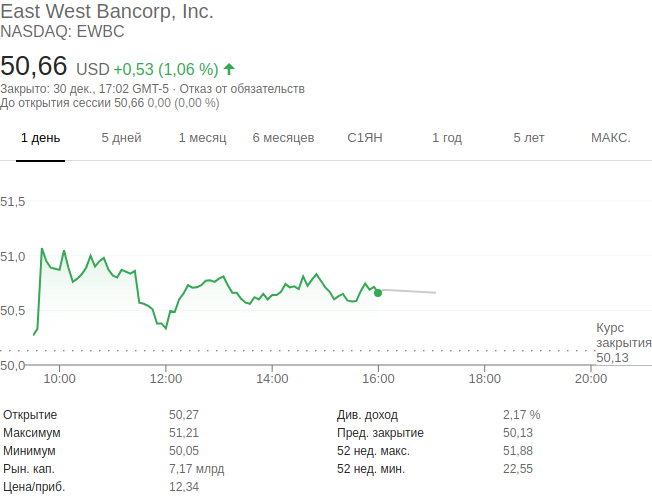 East West Bancorp, Inc.
NASDAQ: EWBC
50,66 USD +0,53 (1,06 %)
Закрыто: 30 дек., 17:02 GMT-5 · Отказ от обязательств
До открытия сессии 50,66 0,00 (0,00 %)
1 день 5 дней 1 месяц 6 месяцев С1ЯН 1 год 5 лет МАКС.
51,5
51,0
50,5
50,0
Курс
закрытия
50,13
10:00 12:00 14:00 16:00 18:00 20:00
Открытие 50,27 Див. доход 2,17 %
Максимум 51,21 Пред. закрытие 50,13
Минимум 50,05 52 нед. макс. 51,88
Рын. кап. 7,17 млрд 52 нед. мин. 22,55
Цена/приб. 12,34